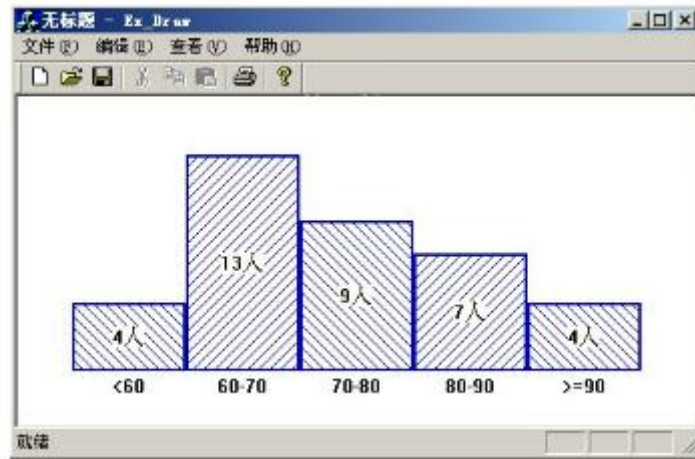 无标题 - Ex_Draw
文件(F) 编辑(E) 查看(V) 帮助(H)
13人
9人
7人
4人
4人
<60 60-70 70-80 80-90 >=90
就绪